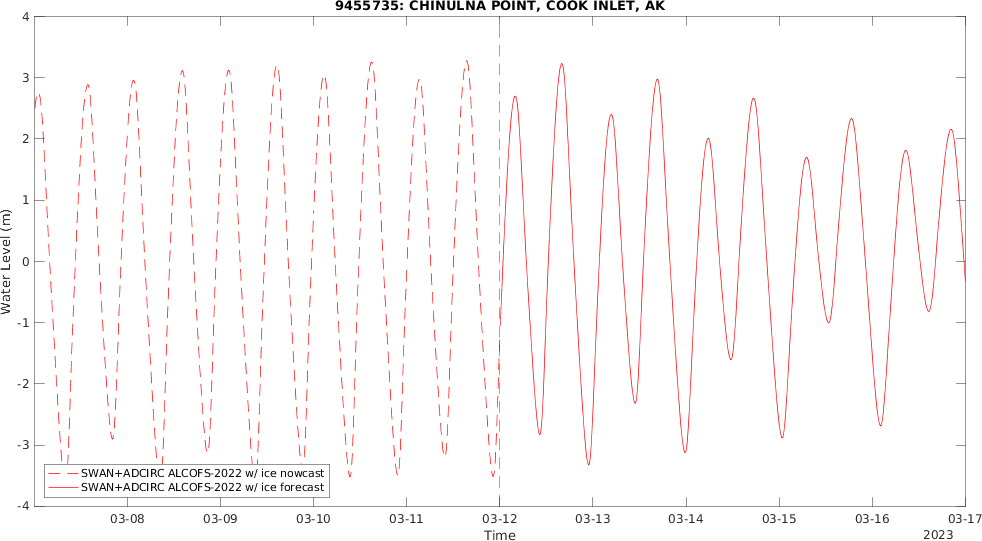 9455735: CHINULNA POINT, COOK INLET, AK
4
3
2
1
0
-1
-2
-3
-4
Water Level (m)
SWAN+ADCIRC ALCOFS-2022 w/ ice nowcast
SWAN+ADCIRC ALCOFS-2022 w/ ice forecast
03-08 03-09 03-10 03-11 03-12 03-13 03-14 03-15 03-16 03-17
Time
2023